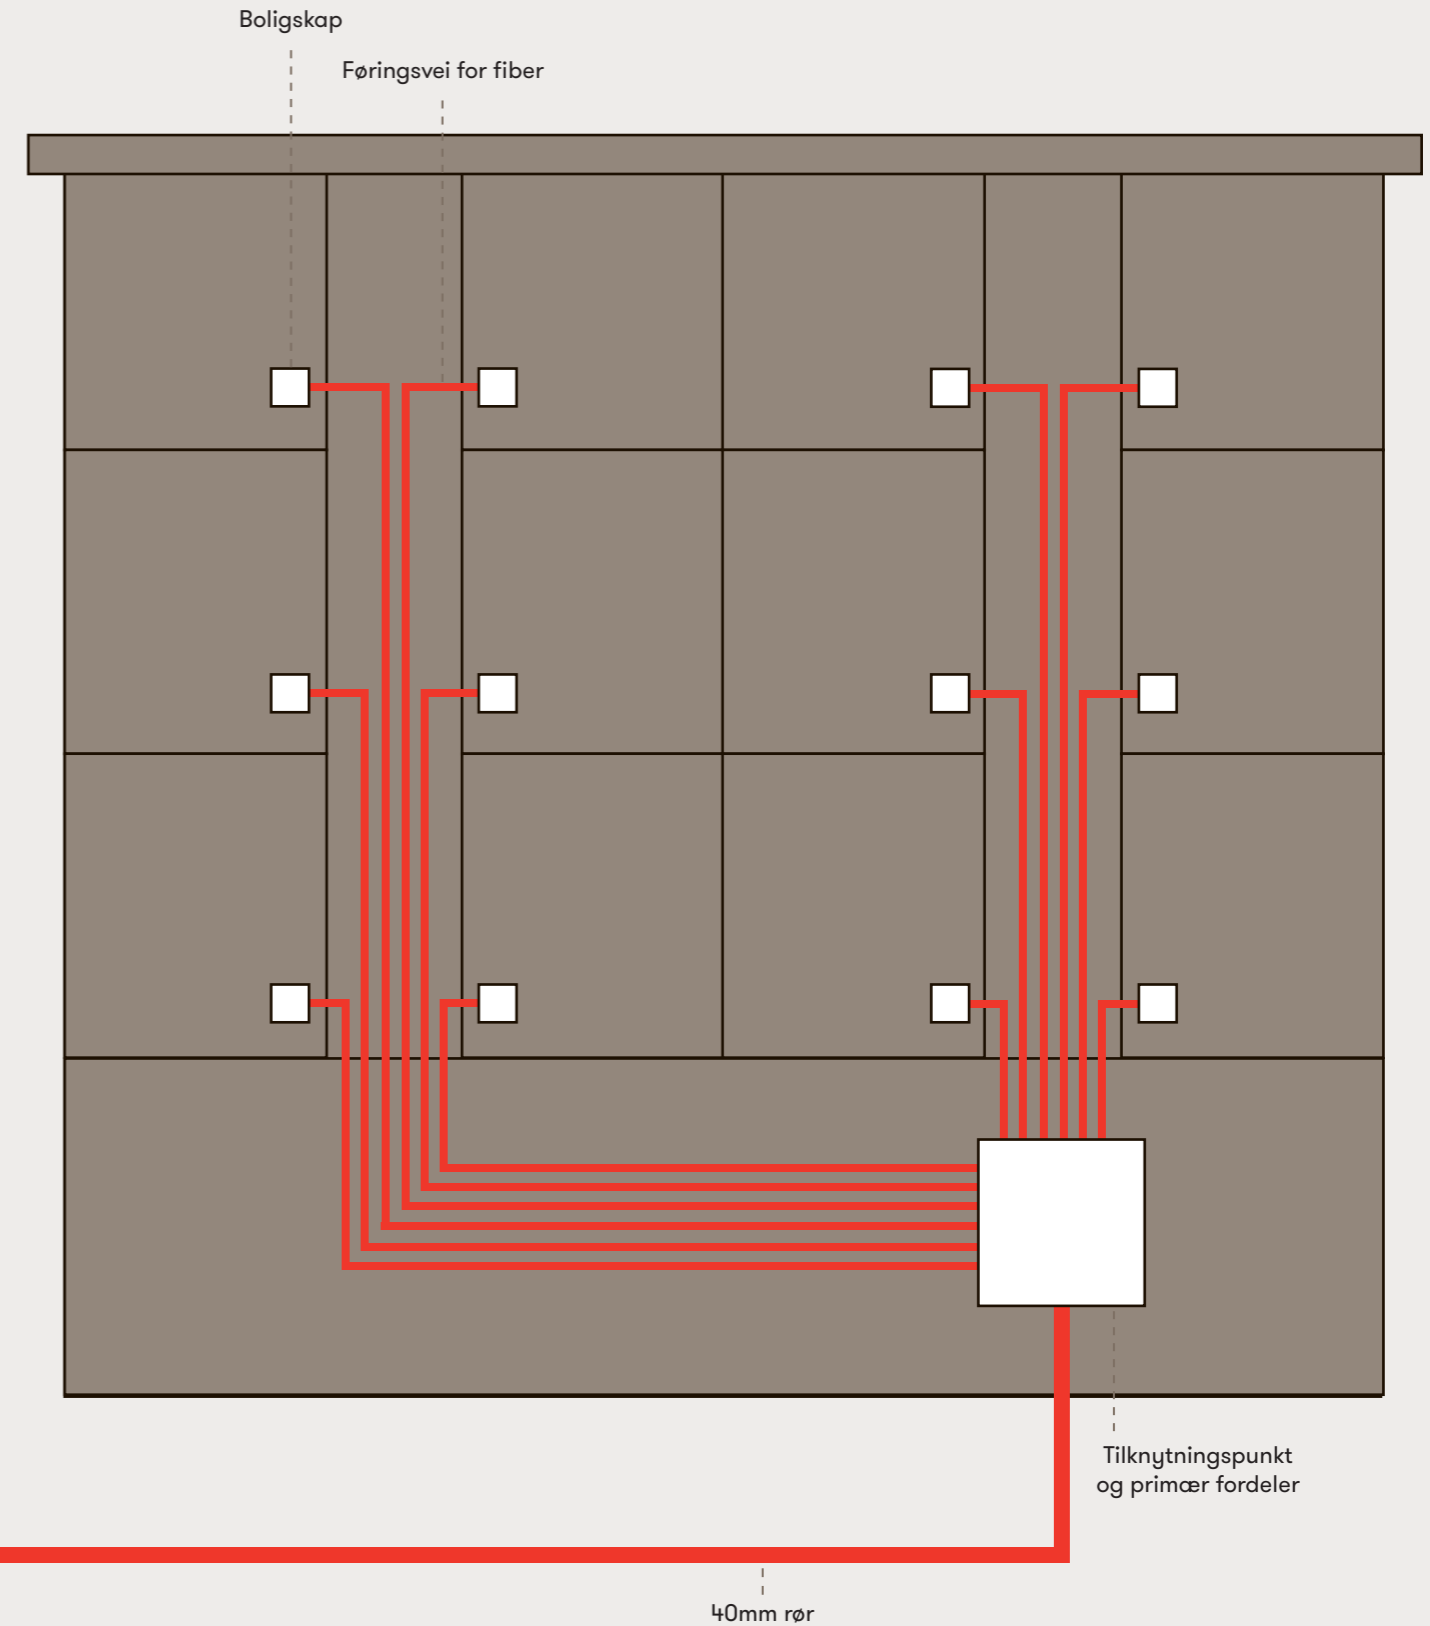 Boligskap
Føringsvei for fiber
Tilknytningspunkt
og primær fordeler
40mm rør